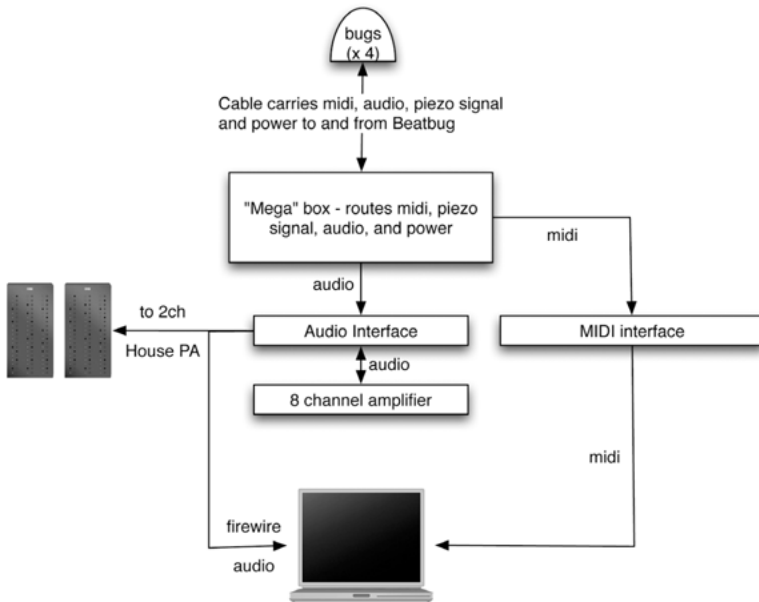 bugs
(x 4)
Cable carries midi, audio, piezo signal
and power to and from Beatbug
"Mega" box - routes midi, piezo
signal, audio, and power
midi
audio
to 2ch
House PA
Audio Interface
MIDI interface
audio
8 channel amplifier
midi
firewire
audio